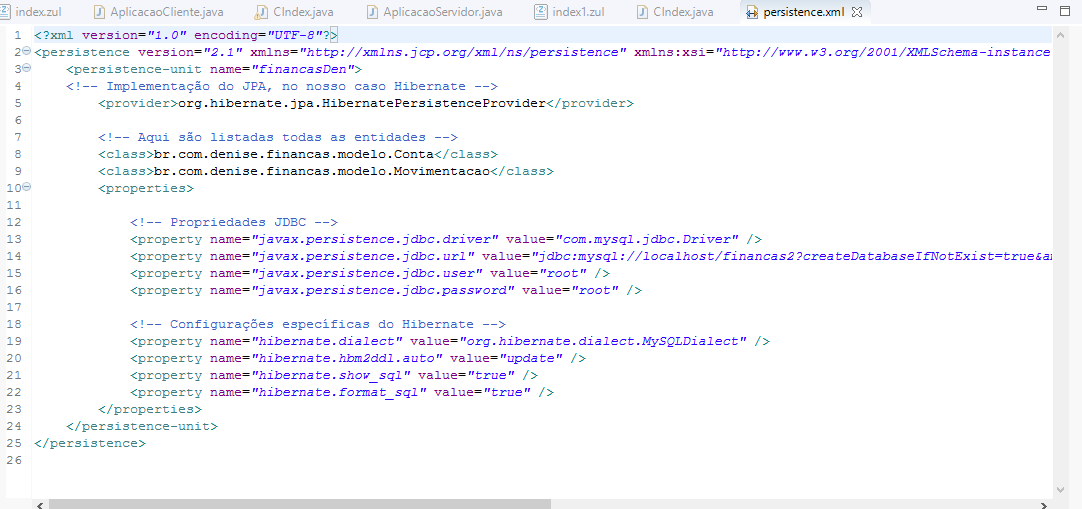 index.zul AplicacaoCliente.java CIndex.java AplicacaoServidor.java index1.zul CIndex.java persistence.xml
1 <?xml version="1.0" encoding="UTF-8"?>
2 <persistence version="2.1" xmlns="http://xmlns.jcp.org/xml/ns/persistence" xmlns:xsi="http://www.w3.org/2001/XMLSchema-instance
3 <persistence-unit name="financasDen">
4 <!-- Implementação do JPA, no nosso caso Hibernate -->
5 <provider>org.hibernate.jpa.HibernatePersistenceProvider</provider>
6
7 <!-- Aqui são listadas todas as entidades -->
8 <class>br.com.denise.financas.modelo.Conta</class>
9 <class>br.com.denise.financas.modelo.Movimentacao</class>
10 <properties>
11
12 <!-- Propriedades JDBC -->
13 <property name="javax.persistence.jdbc.driver" value="com.mysql.jdbc.Driver" />
14 <property name="javax.persistence.jdbc.url" value="jdbc:mysql://localhost/financas2?createDatabaseIfNotExist=true&a
15 <property name="javax.persistence.jdbc.user" value="root" />
16 <property name="javax.persistence.jdbc.password" value="root" />
17
18 <!-- Configurações específicas do Hibernate -->
19 <property name="hibernate.dialect" value="org.hibernate.dialect.MySQLDialect" />
20 <property name="hibernate.hbm2ddl.auto" value="update" />
21 <property name="hibernate.show_sql" value="true" />
22 <property name="hibernate.format_sql" value="true" />
23 </properties>
24 </persistence-unit>
25 </persistence>
26